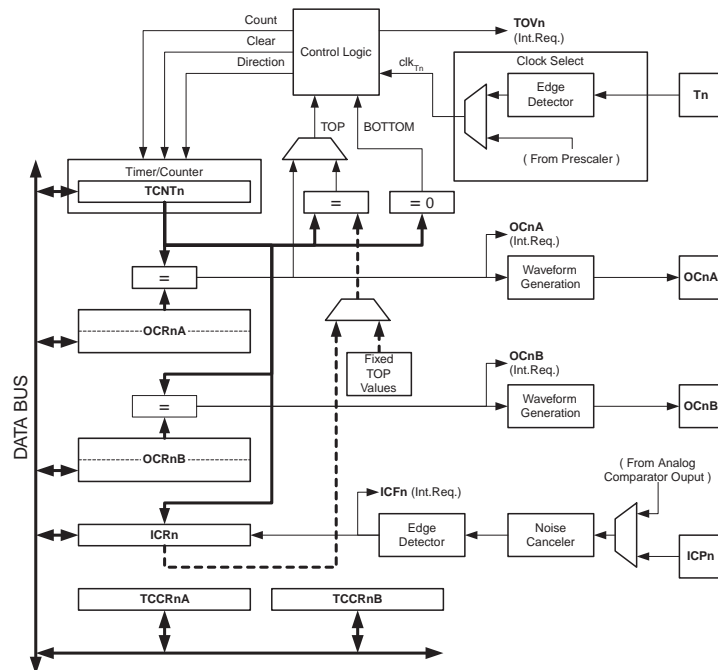 Count
Clear
Direction
Control Logic
TOVn
(Int.Req.)
clkTn
Clock Select
Edge
Detector
Tn
( From Prescaler )
TOP
BOTTOM
Timer/Counter
TCNTn
=
= 0
OCnA
(Int.Req.)
=
Waveform
Generation
OCnA
OCRnA
Fixed
TOP
Values
OCnB
(Int.Req.)
=
Waveform
Generation
OCnB
DATA BUS
OCRnB
( From Analog
Comparator Ouput )
ICFn (Int.Req.)
ICRn
Edge
Detector
Noise
Canceler
ICPn
TCCRnA
TCCRnB